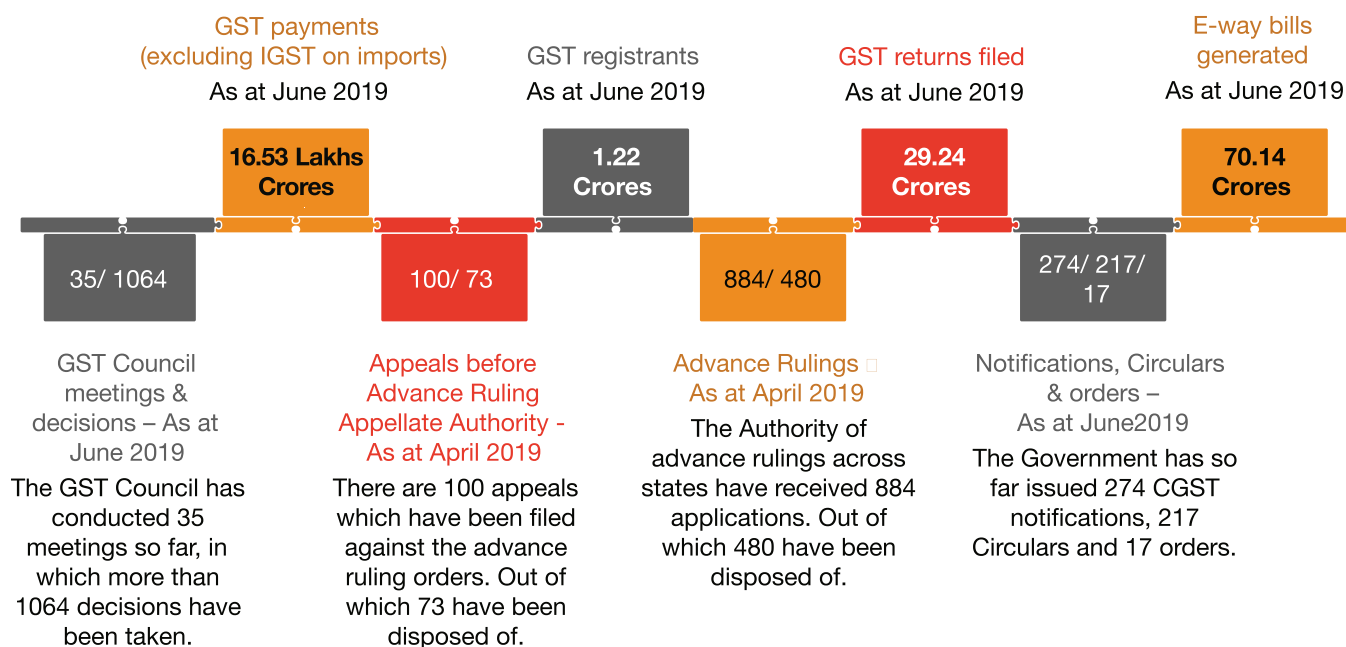 GST payments
(excluding IGST on imports)
As at June 2019
GST registrants
As at June 2019
GST returns filed
As at June 2019
E-way bills
generated
As at June 2019
16.53 Lakhs
Crores
1.22
Crores
29.24
Crores
70.14
Crores
35/ 1064
100/ 73
884/ 480
274/ 217/
17
GST Council
meetings &
decisions – As at
June 2019
The GST Council has
conducted 35
meetings so far, in
which more than
1064 decisions have
been taken.
Appeals before
Advance Ruling
Appellate Authority -
As at April 2019
There are 100 appeals
which have been filed
against the advance
ruling orders. Out of
which 73 have been
disposed of.
Advance Rulings
As at April 2019
The Authority of
advance rulings across
states have received 884
applications. Out of
which 480 have been
disposed of.
Notifications, Circulars
& orders –
As at June2019
The Government has so
far issued 274 CGST
notifications, 217
Circulars and 17 orders.